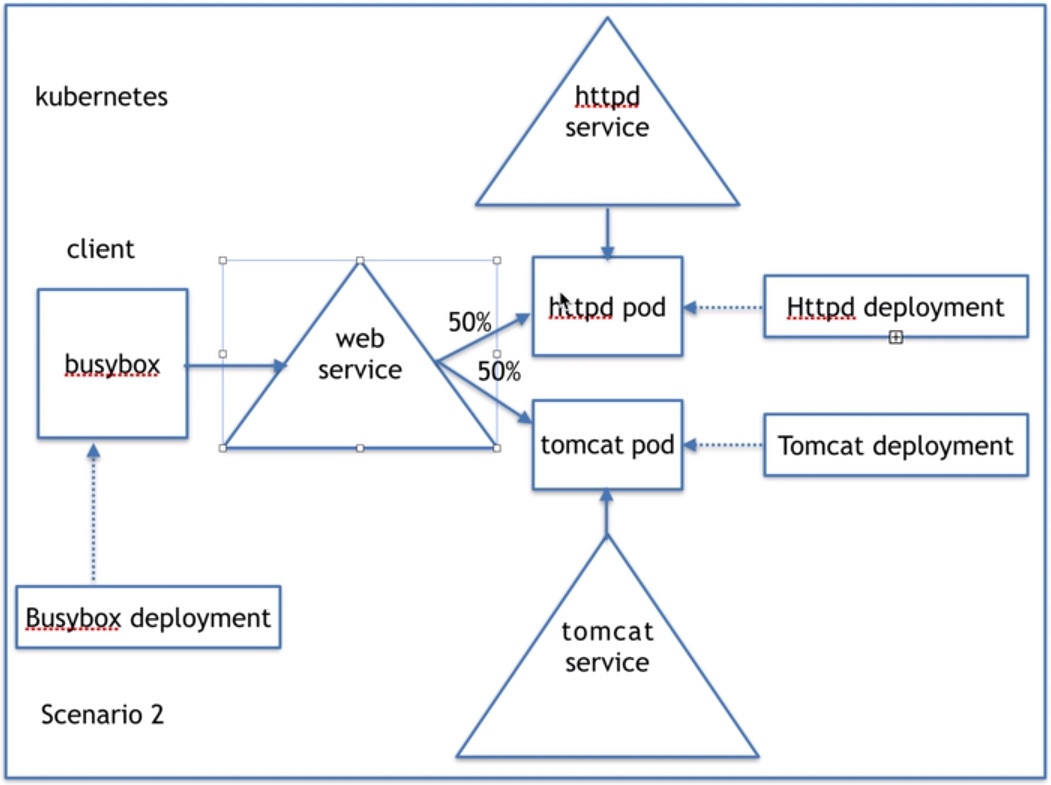 kubernetes
httpd
service
client
busybox
web
service
50%
50%
httpd pod
Httpd deployment
tomcat pod
Tomcat deployment
Busybox deployment
tomcat
service
Scenario 2